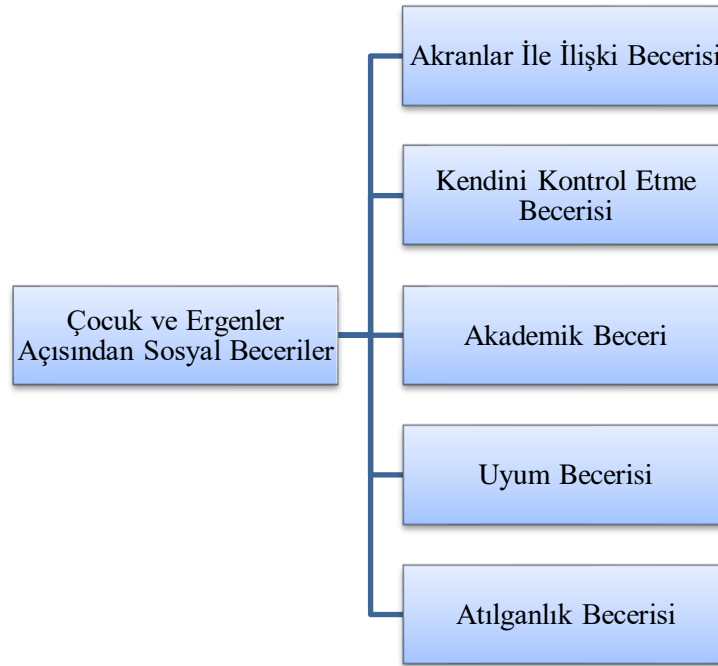 Akranlar İle İlişki Becerisi
Kendini Kontrol Etme
Becerisi
Çocuk ve Ergenler
Açısından Sosyal Beceriler
Akademik Beceri
Uyum Becerisi
Atılganlık Becerisi